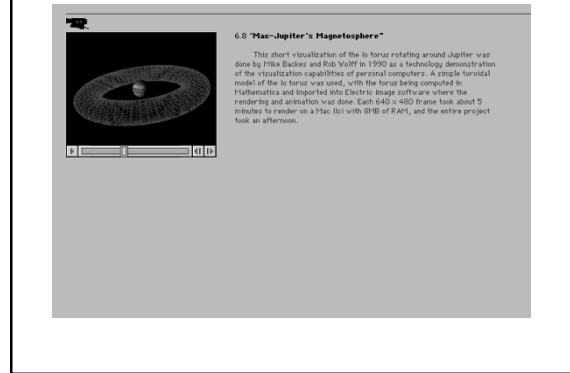 6.8 "Mac-Jupiter's Magnetosphere"
This short visualization of the Io torus rotating around Jupiter was
done by Mike Backes and Rob Wolff in 1990 as a technology demonstration
of the visualization capabilities of personal computers. A simple toroidal
model of the Io torus was used, with the torus being computed in
Mathematica and imported into Electric Image software where the
rendering and animation was done. Each 640 x 480 frame took about 5
minutes to render on a Mac IIci with 8MB of RAM, and the entire project
took an afternoon.